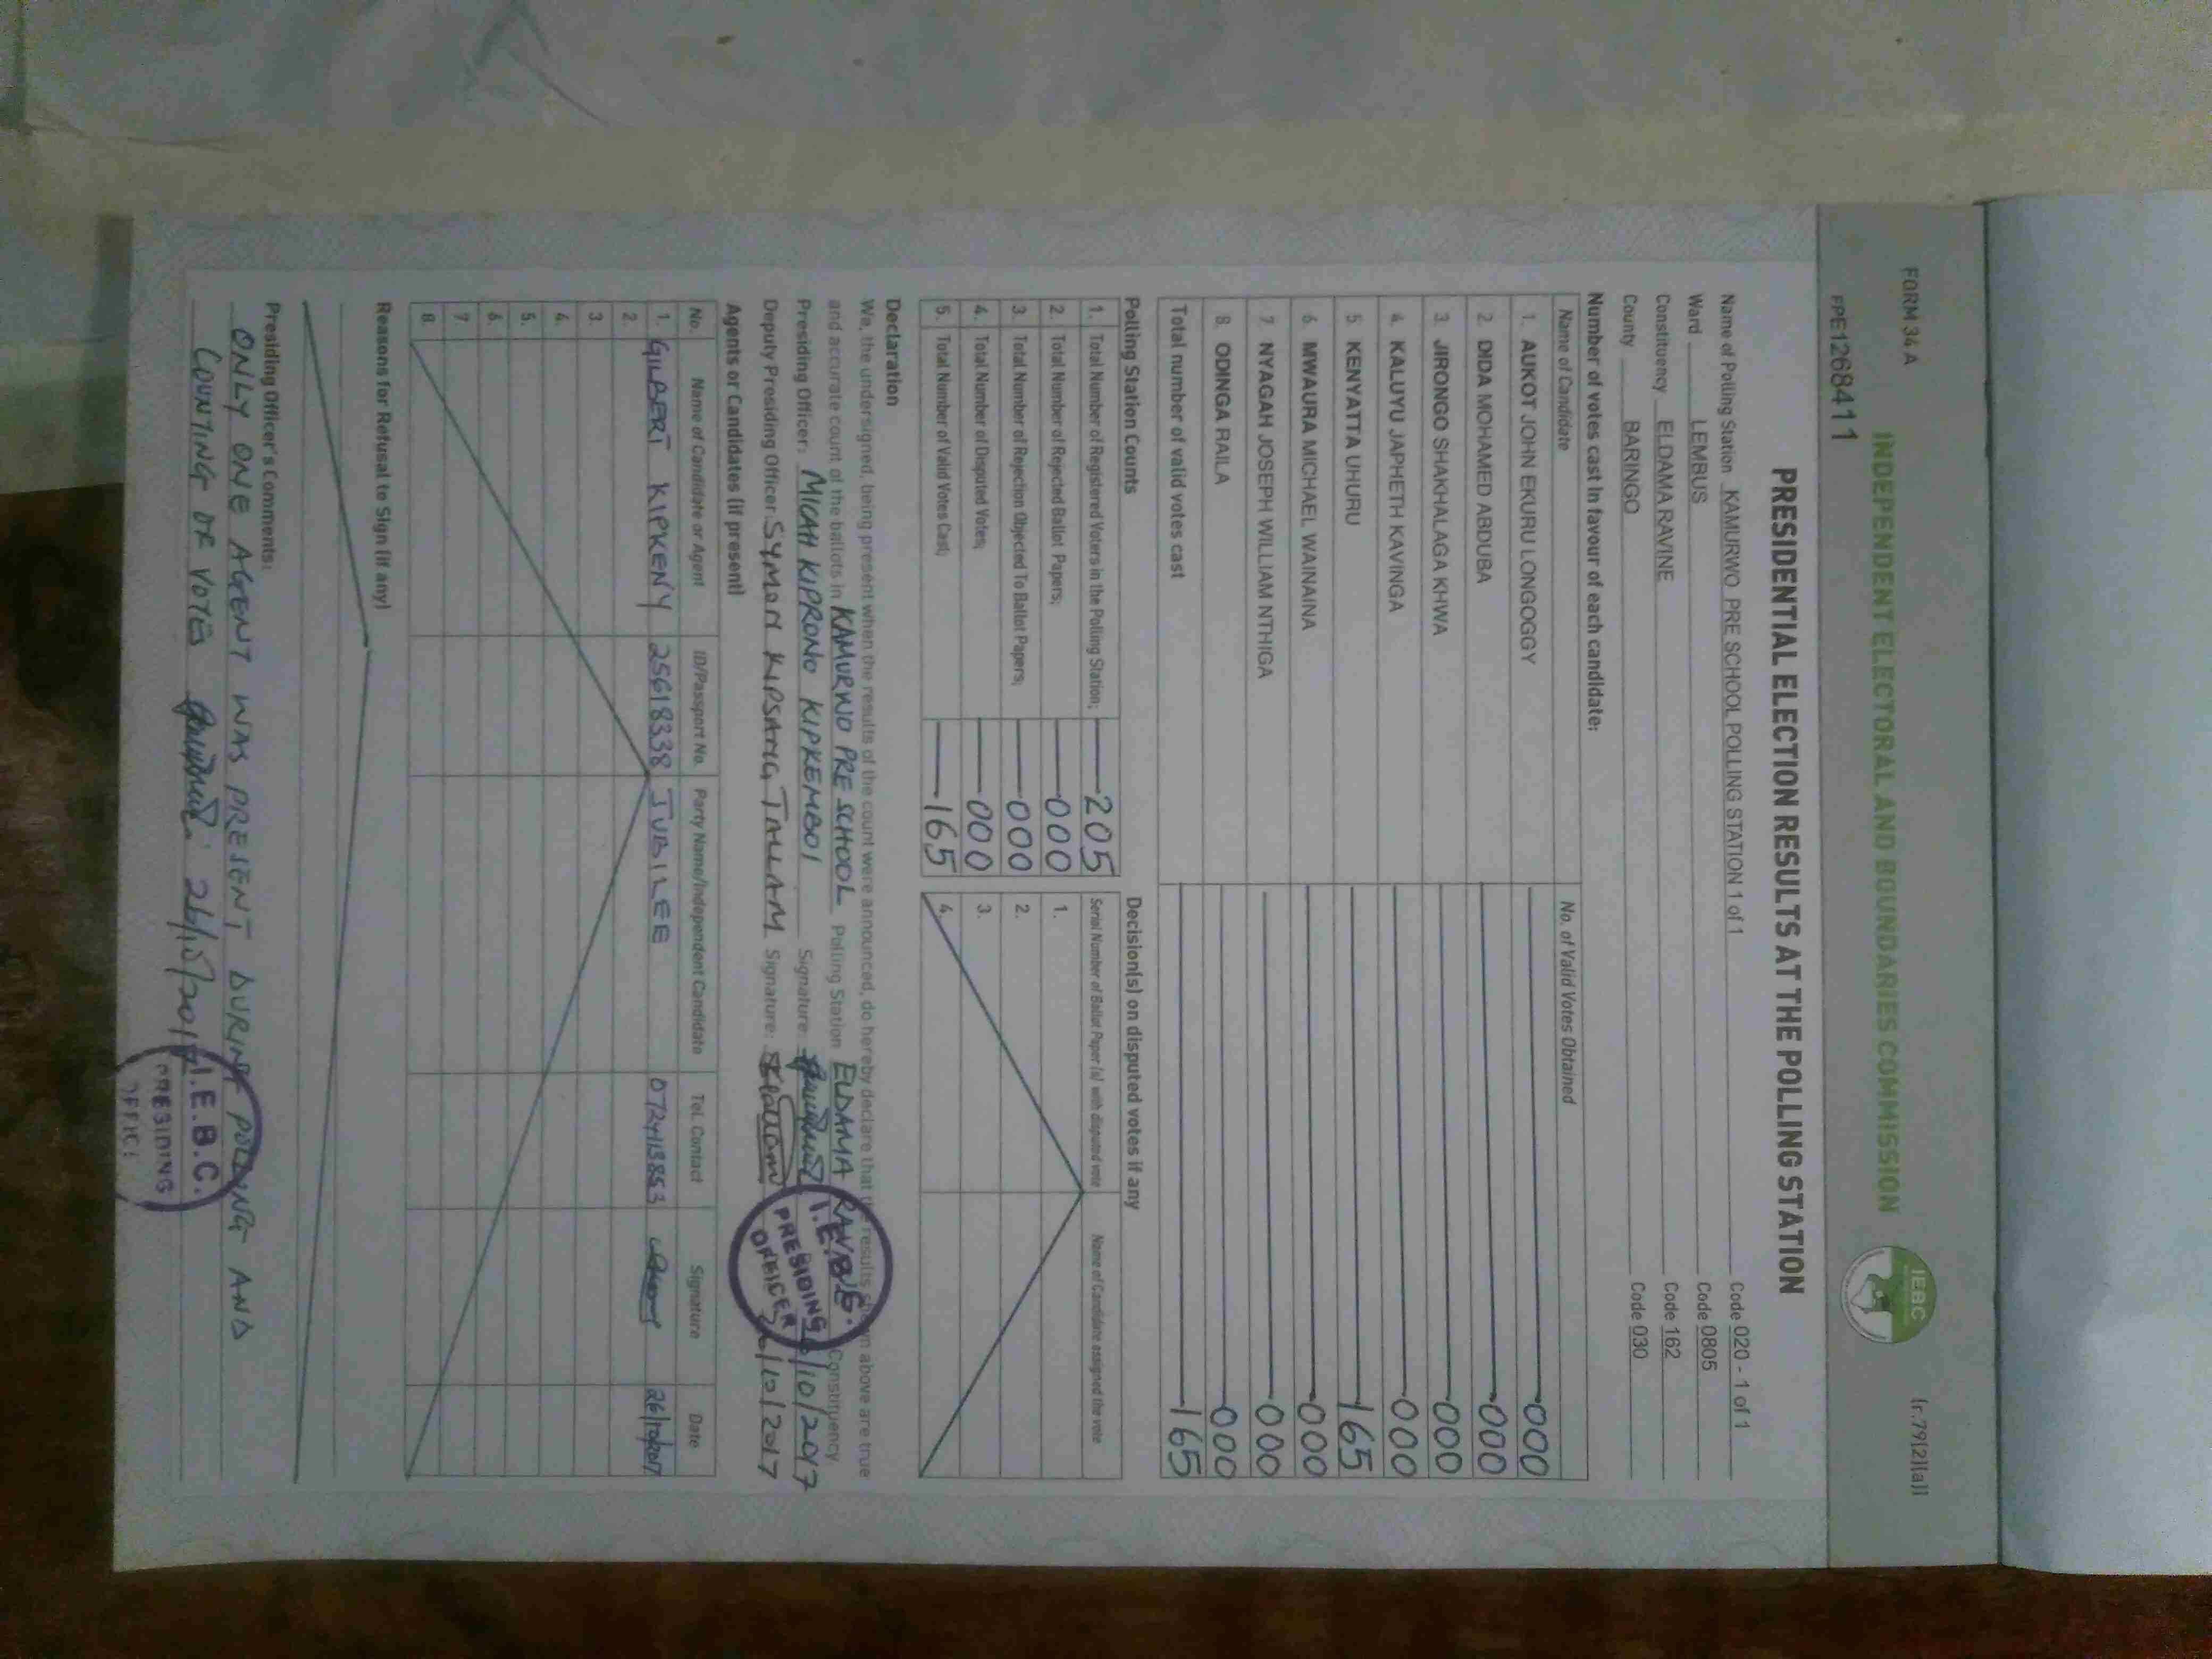 FORM 34 A
(r.79(2)(a))
INDEPENDENT ELECTORAL AND BOUNDARIES COMMISSION
IEBC
FPE1268411
PRESIDENTIAL ELECTION RESULTS AT THE POLLING STATION
Name of Polling Station KAMURWO PRE SCHOOL POLLING STATION 1 of 1 Code 020 - 1 of 1
Ward LEMBUS Code 0805
Constituency ELDAMA RAVINE Code 162
County BARINGO Code 030
Number of votes cast in favour of each candidate:
Name of Candidate No. of Valid Votes Obtained
1. AUKOT JOHN EKURU LONGOGGY 000
2. DIDA MOHAMED ABDUBA 000
3. JIRONGO SHAKHALAGA KHWA 000
4. KALUYU JAPHETH KAVINGA 000
5. KENYATTA UHURU 165
6. MWAURA MICHAEL WAINAINA 000
7. NYAGAH JOSEPH WILLIAM NTHIGA 000
8. ODINGA RAILA 000
Total number of valid votes cast 165
Polling Station Counts
1. Total Number of Registered Voters in the Polling Station; 205
2. Total Number of Rejected Ballot Papers; 000
3. Total Number of Rejection Objected To Ballot Papers; 000
4. Total Number of Disputed Votes; 000
5. Total Number of Valid Votes Cast; 165
Decision(s) on disputed votes if any
Serial Number of Ballot Paper (s) with disputed vote Name of Candidate assigned the vote
1.
2.
3.
4.
Declaration
We, the undersigned, being present when the results of the count were announced, do hereby declare that the results shown above are true
and accurate count of the ballots in KAMURWO PRE SCHOOL Polling Station ELDAMA RAVINE Constituency
Presiding Officer: MICAH KIPRONO KIPKEMBOI Signature: 26/10/2017
Deputy Presiding Officer: SYMON KIPSANG TALLAM Signature: 26/10/2017
I.E.B.C.
PRESIDING
OFFICER
Agents or Candidates (if present)
No. Name of Candidate or Agent ID/Passport No. Party Name/Independent Candidate Tel. Contact Signature Date
1. GILBERT KIPKENY 25618338 JUBILEE 0724113853 26/10/2017
2.
3.
4.
5.
6.
7.
8.
Reasons for Refusal to Sign (if any)
Presiding Officer's Comments:
ONLY ONE AGENT WAS PRESENT DURING POLLING AND
COUNTING OF VOTES 26/10/2017
I.E.B.C.
PRESIDING